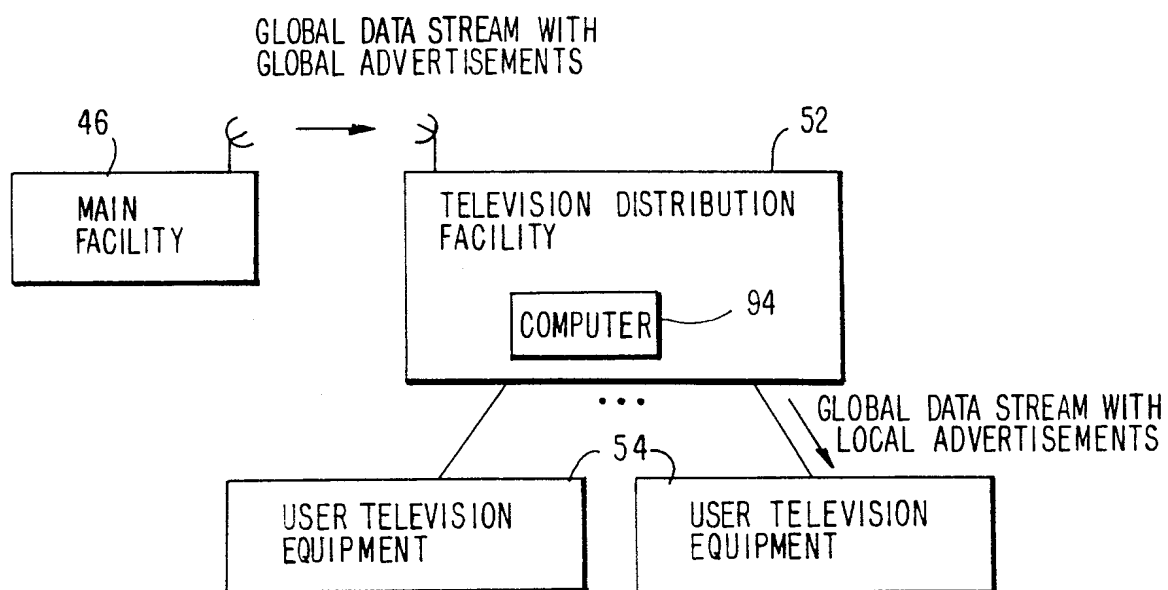 GLOBAL DATA STREAM WITH
GLOBAL ADVERTISEMENTS
46
52
MAIN
FACILITY
TELEVISION DISTRIBUTION
FACILITY
COMPUTER
94
...
GLOBAL DATA STREAM WITH
LOCAL ADVERTISEMENTS
54
USER TELEVISION
EQUIPMENT
USER TELEVISION
EQUIPMENT